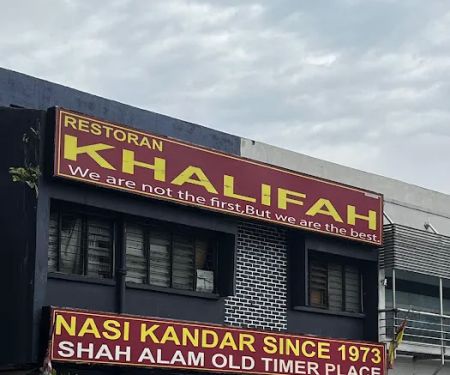 RESTORAN
KHALIFAH
We are not the first,But we are the best.
NASI KANDAR SINCE 1973
SHAH ALAM OLD TIMER PLACE